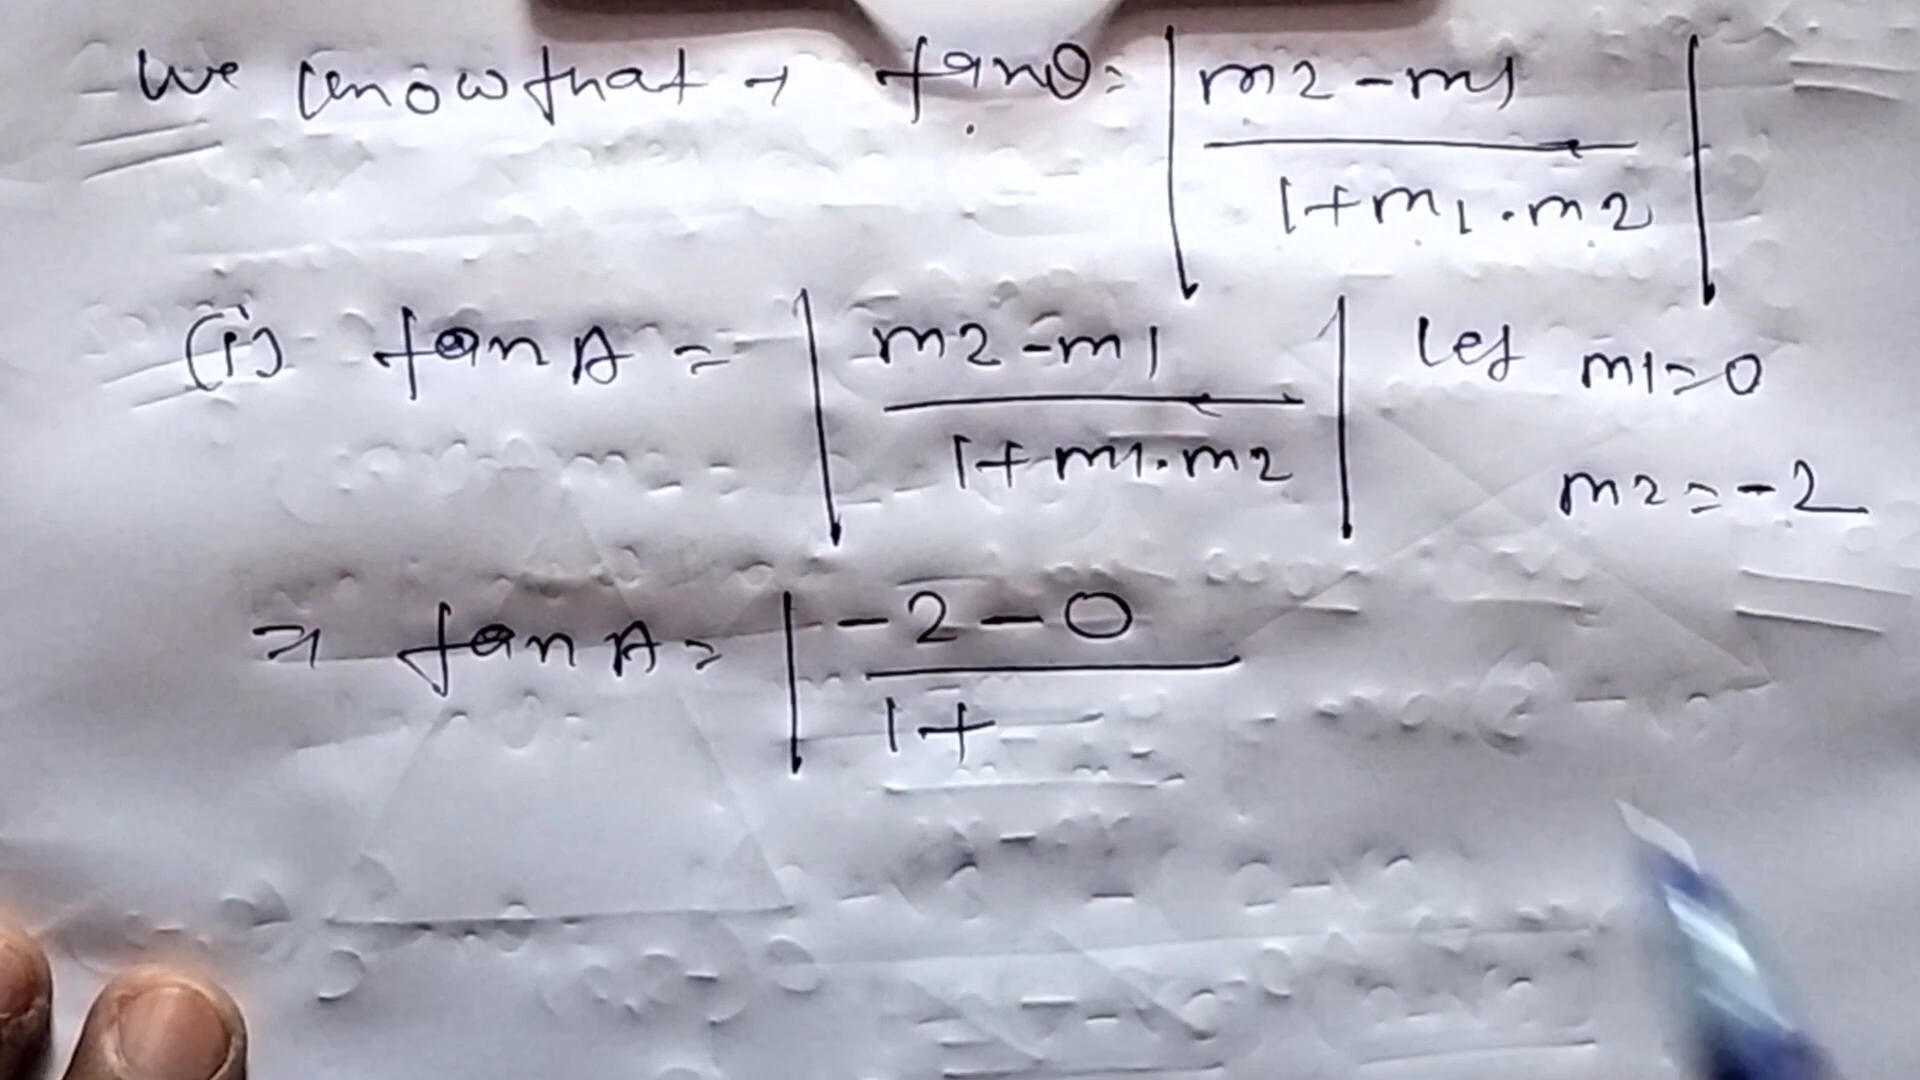 We know that → tanθ = | m2 - m1 / 1 + m1 . m2 |
(i) tan A = | m2 - m1 / 1 + m1 . m2 | let m1 = 0
m2 = -2
⇒ tan A = | -2 - 0 / 1 +